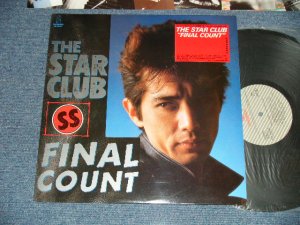 THE
STAR
CLUB
SS
FINAL
COUNT
THE STAR CLUB
"FINAL COUNT"